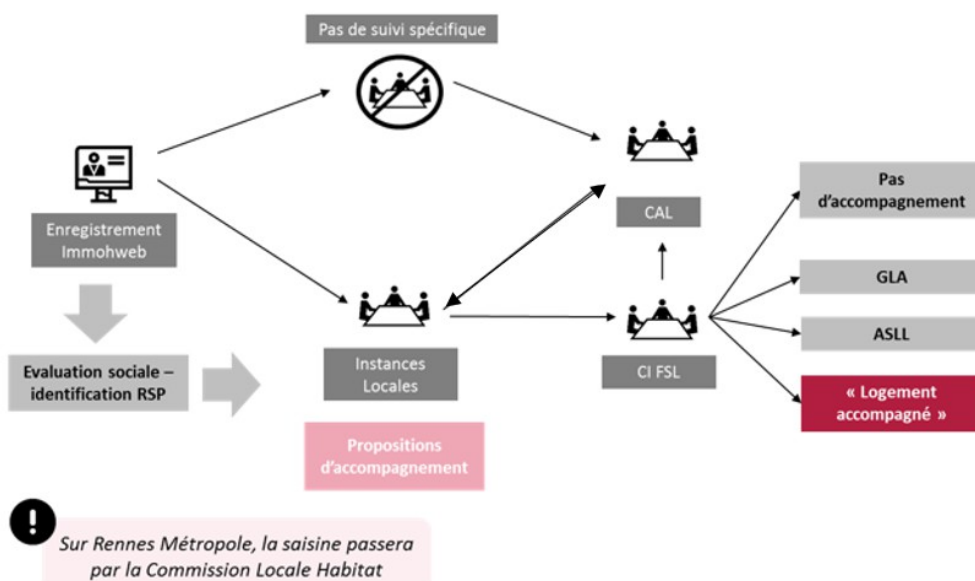 Pas de suivi spécifique
Enregistrement
Immohweb
CAL
Pas
d'accompagnement
GLA
ASLL
« Logement
accompagné »
Evaluation sociale –
identification RSP
Instances
Locales
CI FSL
Propositions
d'accompagnement
!
Sur Rennes Métropole, la saisine passera
par la Commission Locale Habitat